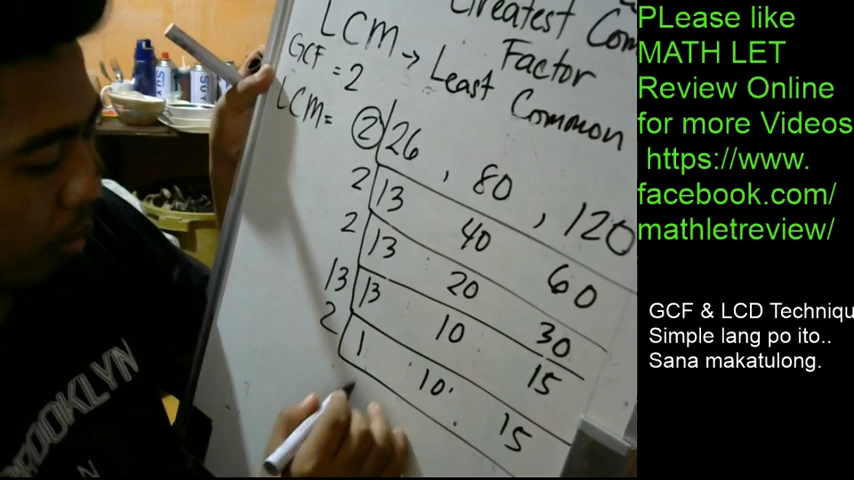 Greatest Com
LCM → Least Common
Factor
GCF = 2
LCM =
② 26 , 80 , 120
2 13 40 60
2 13 20 30
13 13 10 15
2 1 10 15
BROOKLYN
PLease like
MATH LET
Review Online
for more Videos
https://www.
facebook.com/
mathletreview/
GCF & LCD Techniqu
Simple lang po ito..
Sana makatulong.